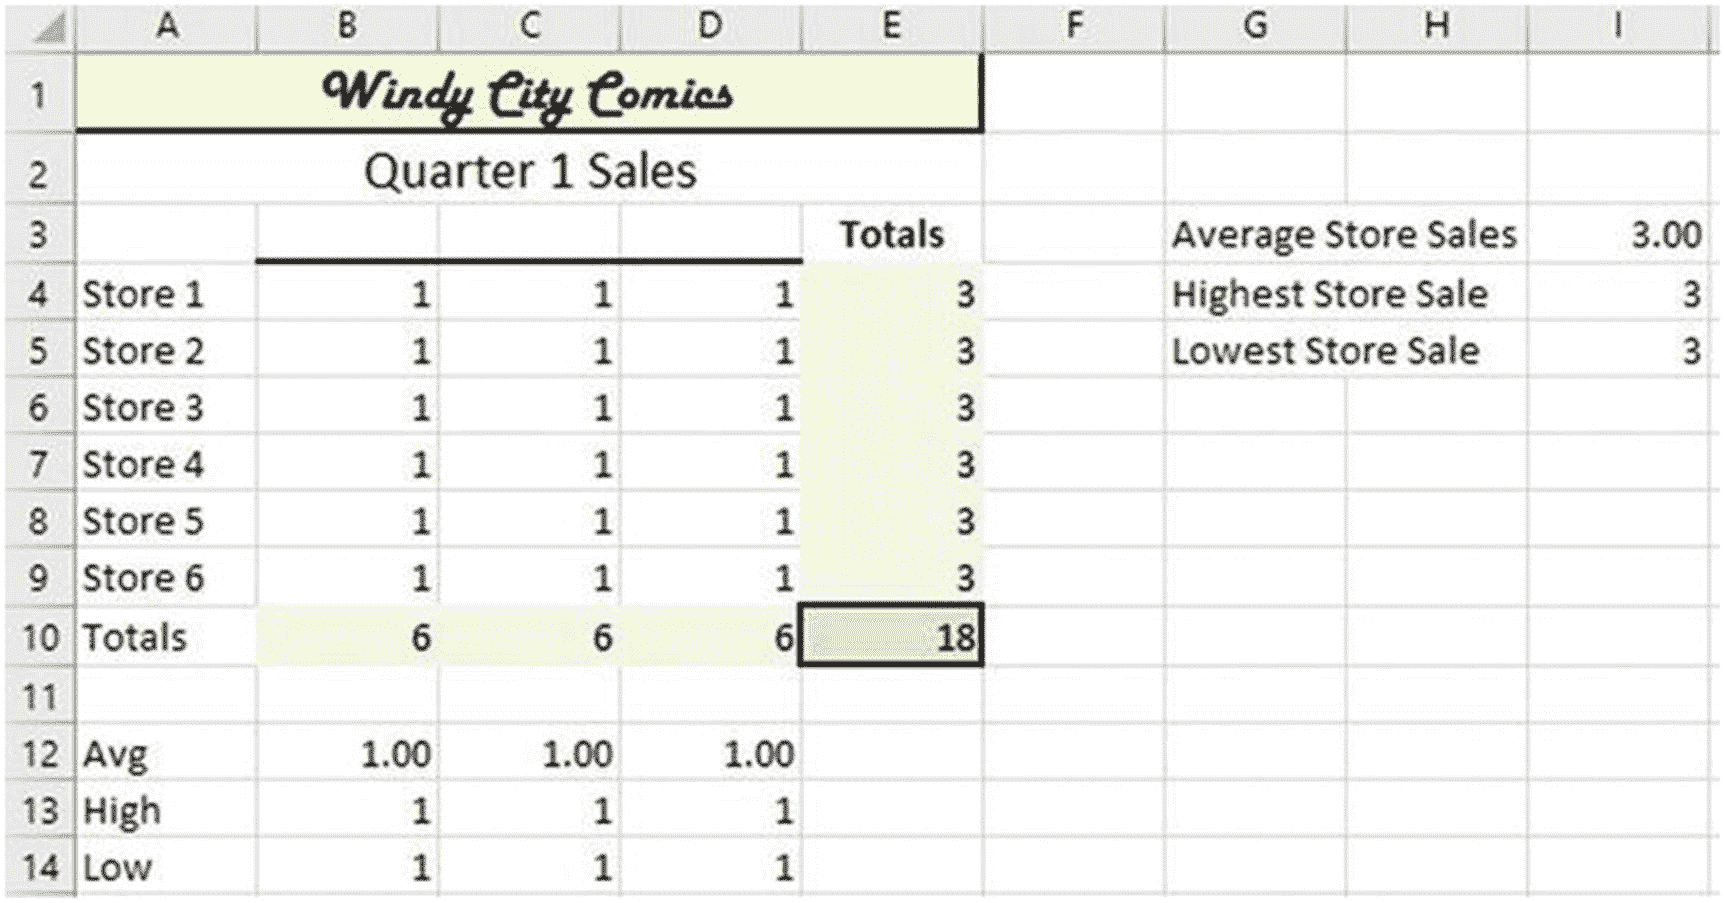 A B C D E F G H I
1 Windy City Comics
2 Quarter 1 Sales
3 Totals Average Store Sales 3.00
4 Store 1 1 1 1 3 Highest Store Sale 3
5 Store 2 1 1 1 3 Lowest Store Sale 3
6 Store 3 1 1 1 3
7 Store 4 1 1 1 3
8 Store 5 1 1 1 3
9 Store 6 1 1 1 3
10 Totals 6 6 6 18
11
12 Avg 1.00 1.00 1.00
13 High 1 1 1
14 Low 1 1 1